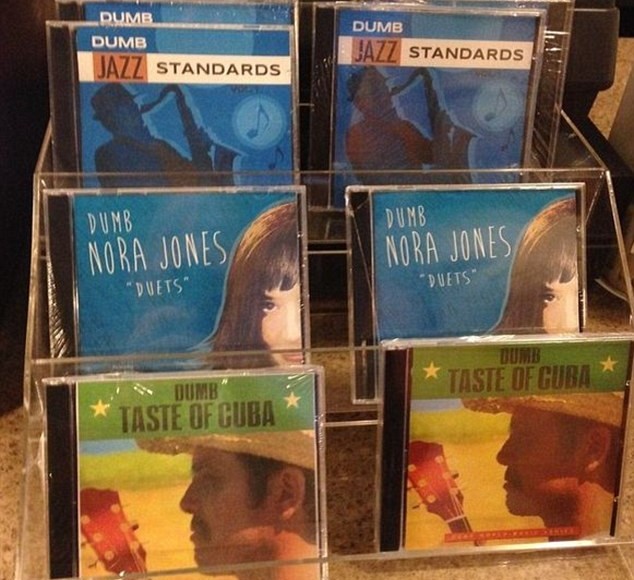 DUMB
DUMB
JAZZ STANDARDS
DUMB
DUMB
JAZZ STANDARDS
DUMB
NORA JONES
"DUETS"
DUMB
NORA JONES
"DUETS"
DUMB
TASTE OF CUBA
DUMB
TASTE OF CUBA